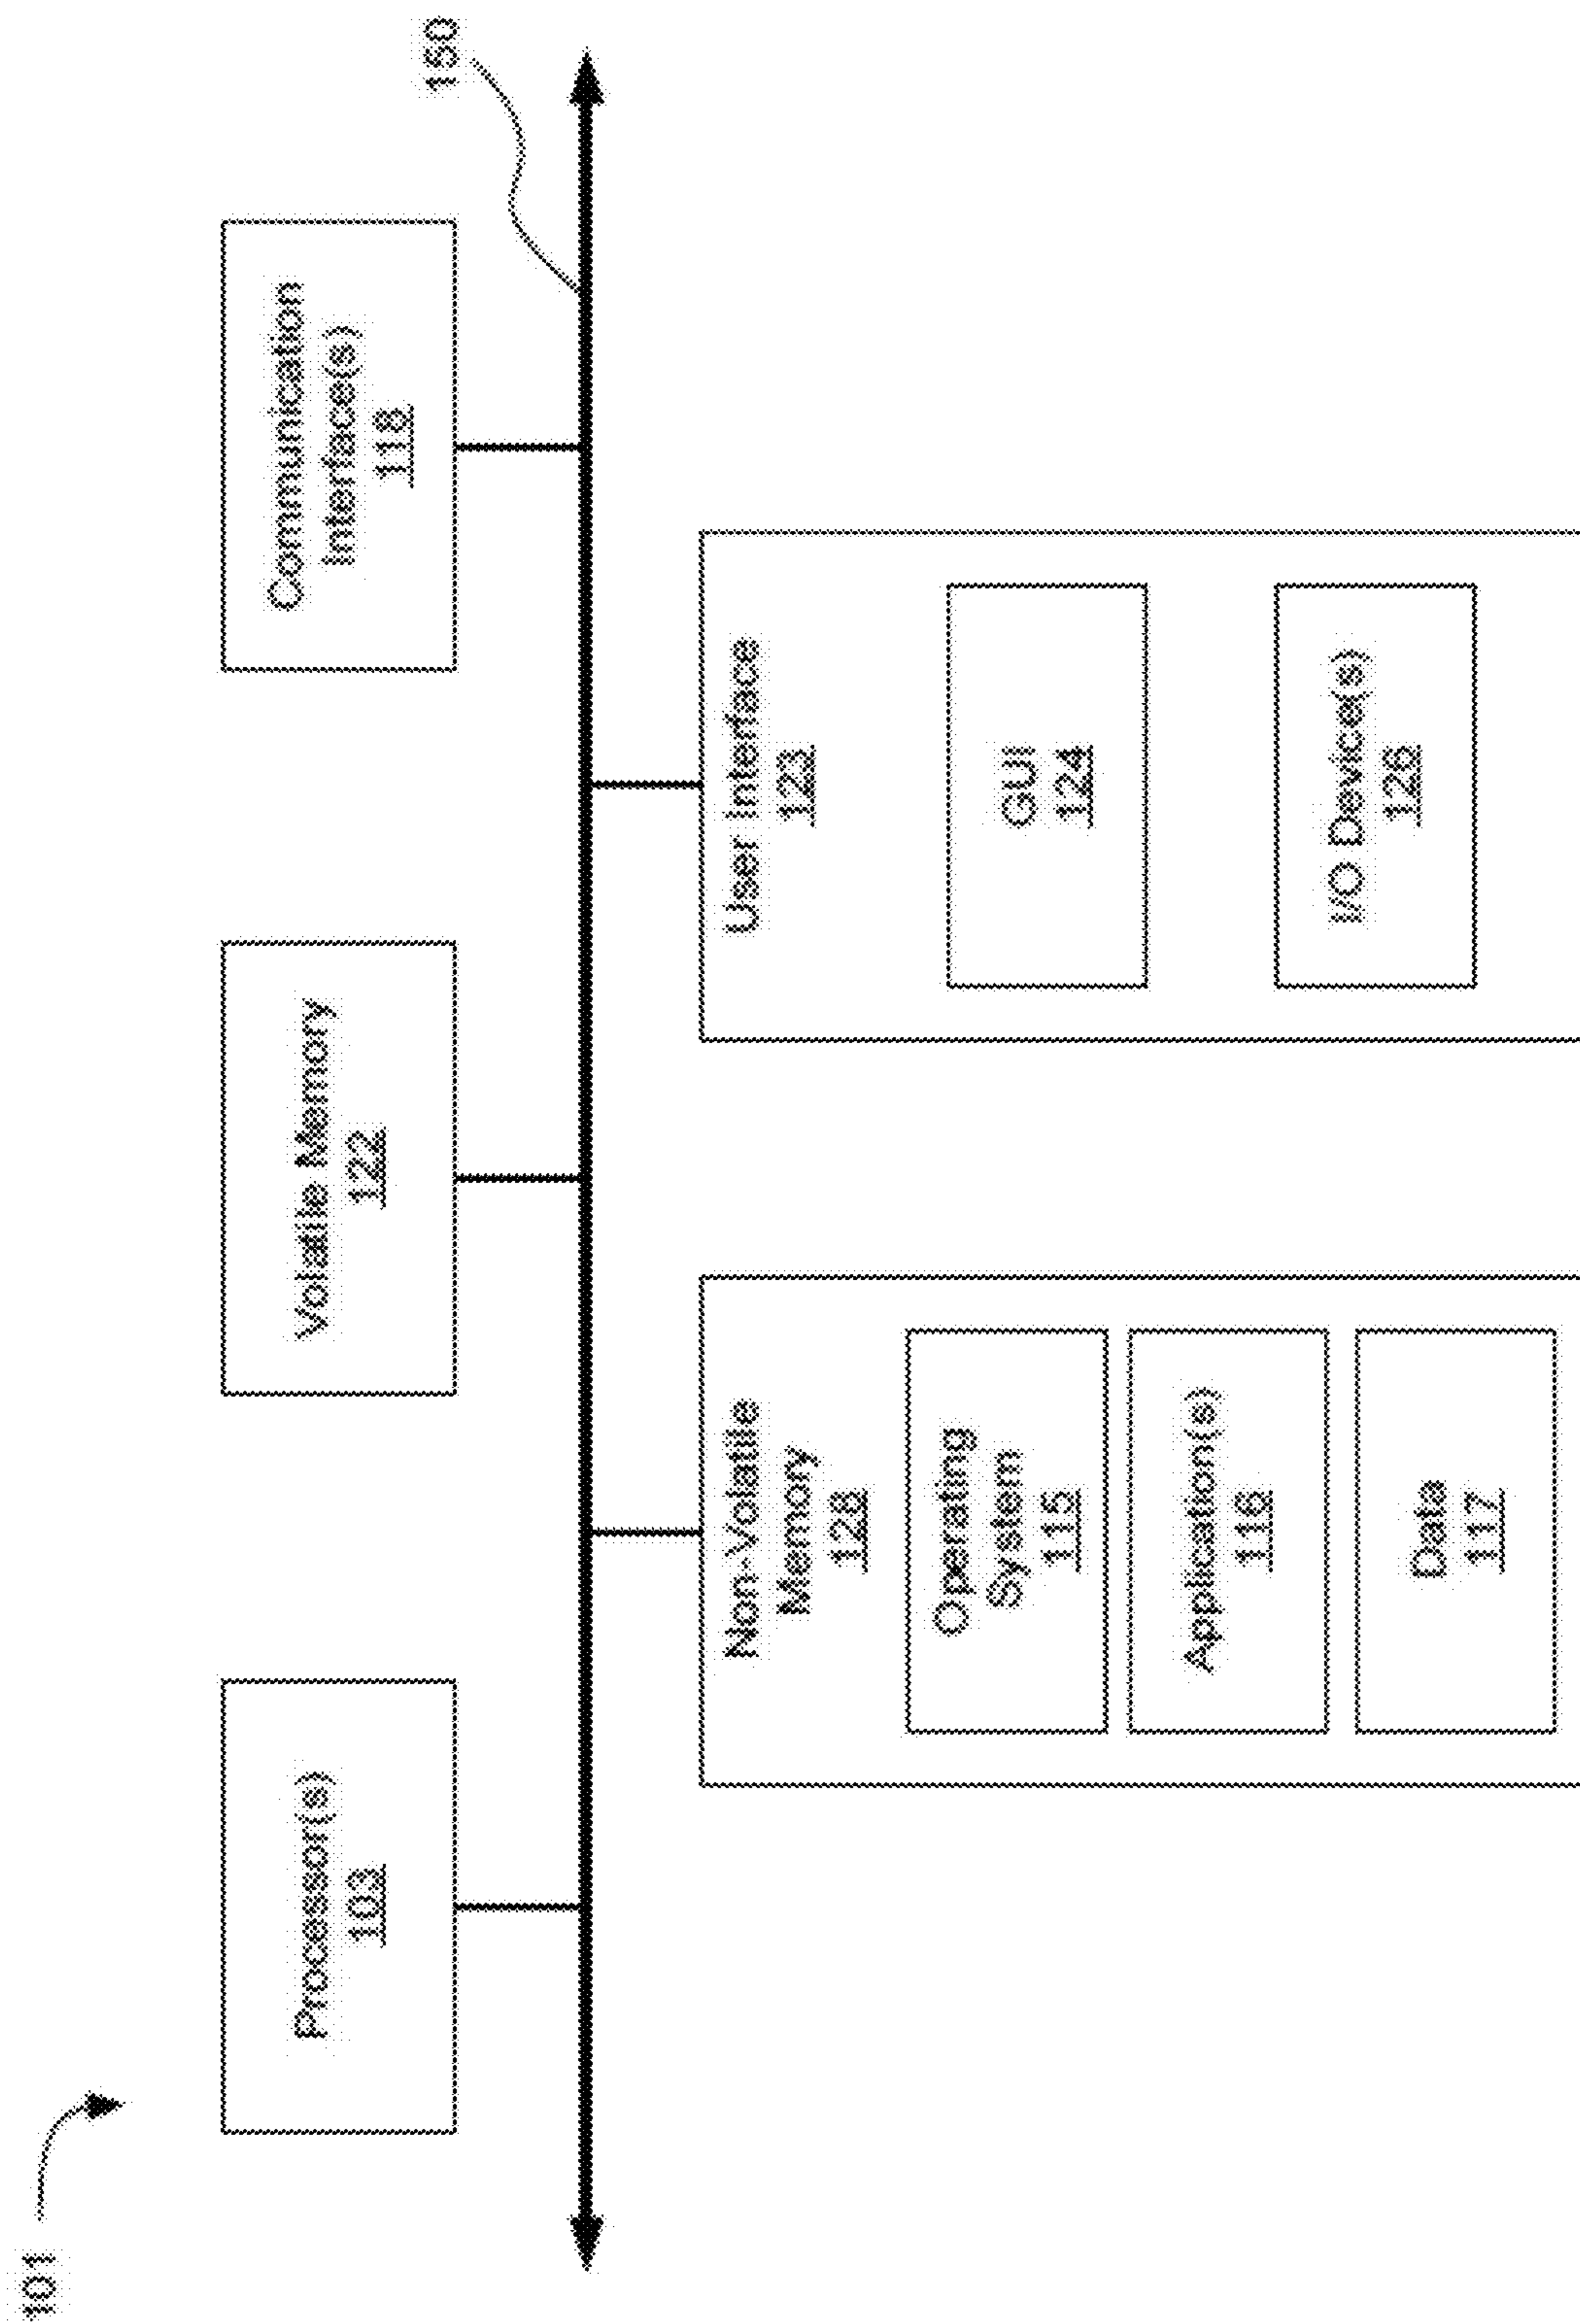 101
Processor(s)
103
Volatile Memory
122
Communication
Interface(s)
118
150
Non-Volatile
Memory
128
Operating
System
115
Application(s)
116
Data
117
User Interface
123
GUI
124
I/O Device(s)
126